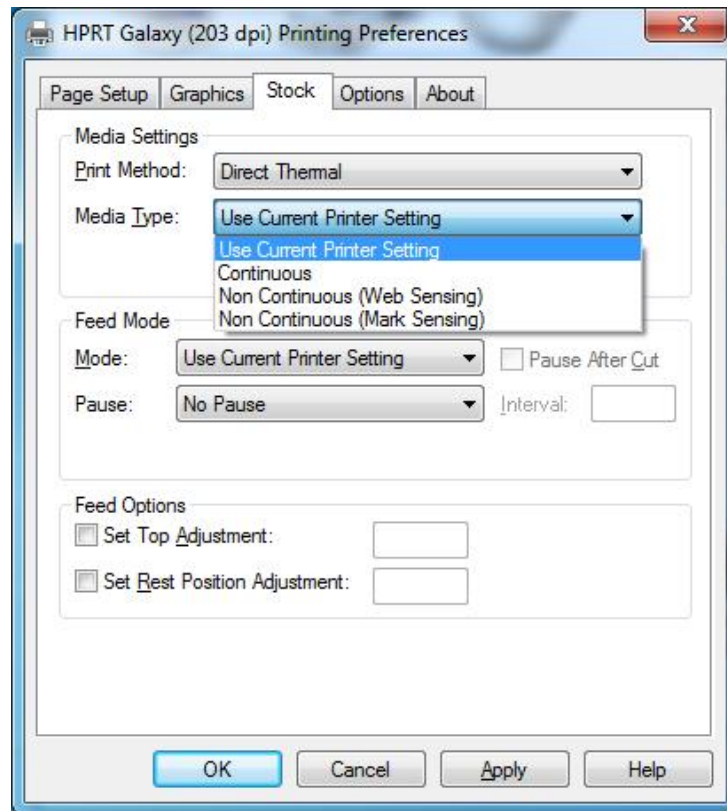 HPRT Galaxy (203 dpi) Printing Preferences
Page Setup Graphics Stock Options About
Media Settings
Print Method: Direct Thermal
Media Type: Use Current Printer Setting
Use Current Printer Setting
Continuous
Non Continuous (Web Sensing)
Non Continuous (Mark Sensing)
Feed Mode
Mode: Use Current Printer Setting Pause After Cut
Pause: No Pause Interval:
Feed Options
Set Top Adjustment:
Set Rest Position Adjustment:
OK Cancel Apply Help